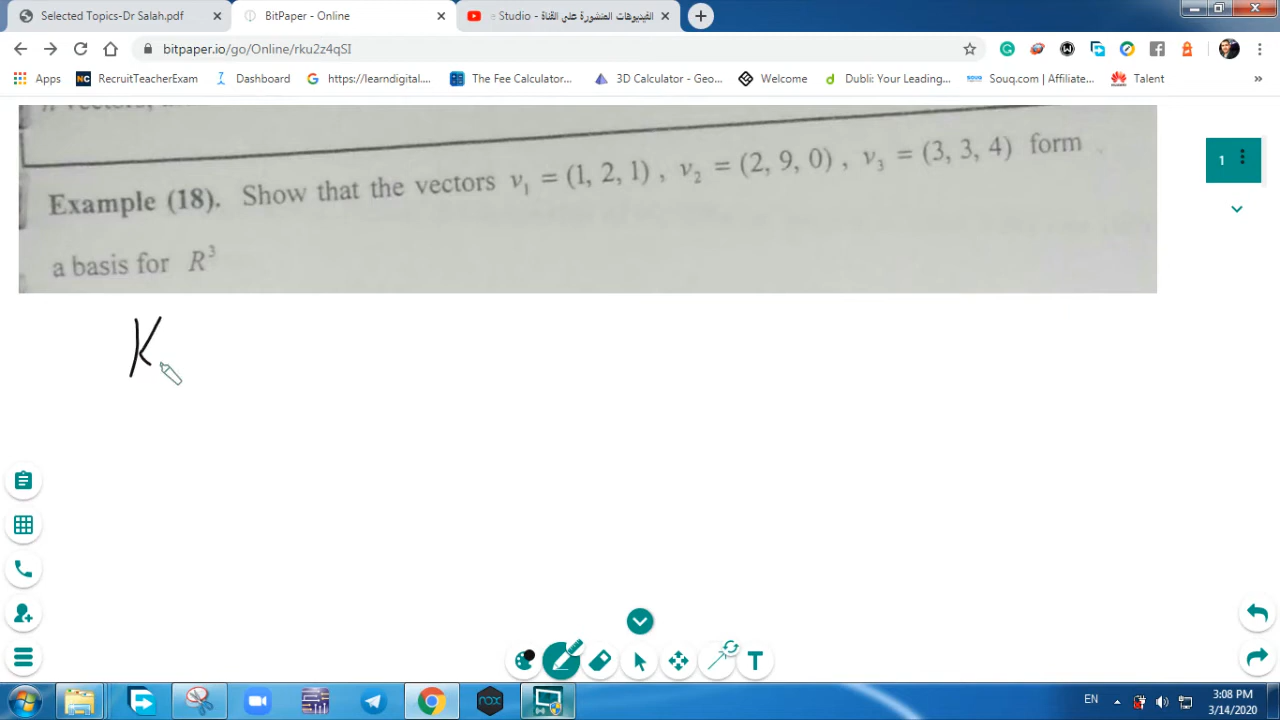 Selected Topics-Dr Salah.pdf
BitPaper - Online
الفيديوهات المنشورة على القناة - Studio e
bitpaper.io/go/Online/rku2z4qSI
Apps
NC RecruitTeacherExam
Dashboard
https://learndigital....
The Fee Calculator...
3D Calculator - Geo...
Welcome
Dubli: Your Leading...
Souq.com | Affiliate...
Talent
»
Example (18). Show that the vectors v₁ = (1, 2, 1) , v₂ = (2, 9, 0) , v₃ = (3, 3, 4) form
a basis for R³
K
1
T
nox
EN
3:08 PM
3/14/2020